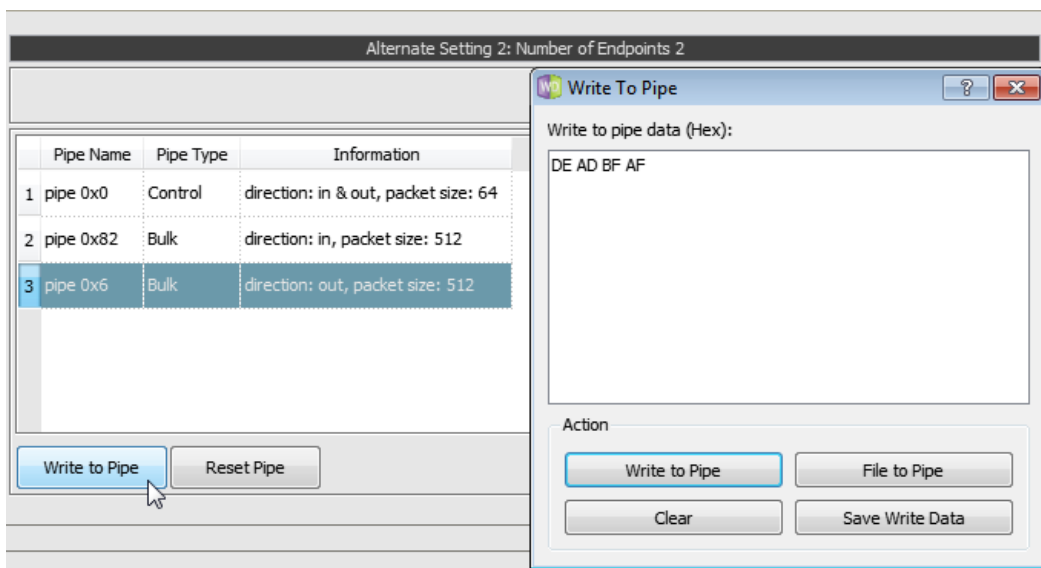 Alternate Setting 2: Number of Endpoints 2
Pipe Name Pipe Type Information
1 pipe 0x0 Control direction: in & out, packet size: 64
2 pipe 0x82 Bulk direction: in, packet size: 512
3 pipe 0x6 Bulk direction: out, packet size: 512
Write to Pipe Reset Pipe
WD Write To Pipe ?
Write to pipe data (Hex):
DE AD BF AF
Action
Write to Pipe File to Pipe
Clear Save Write Data